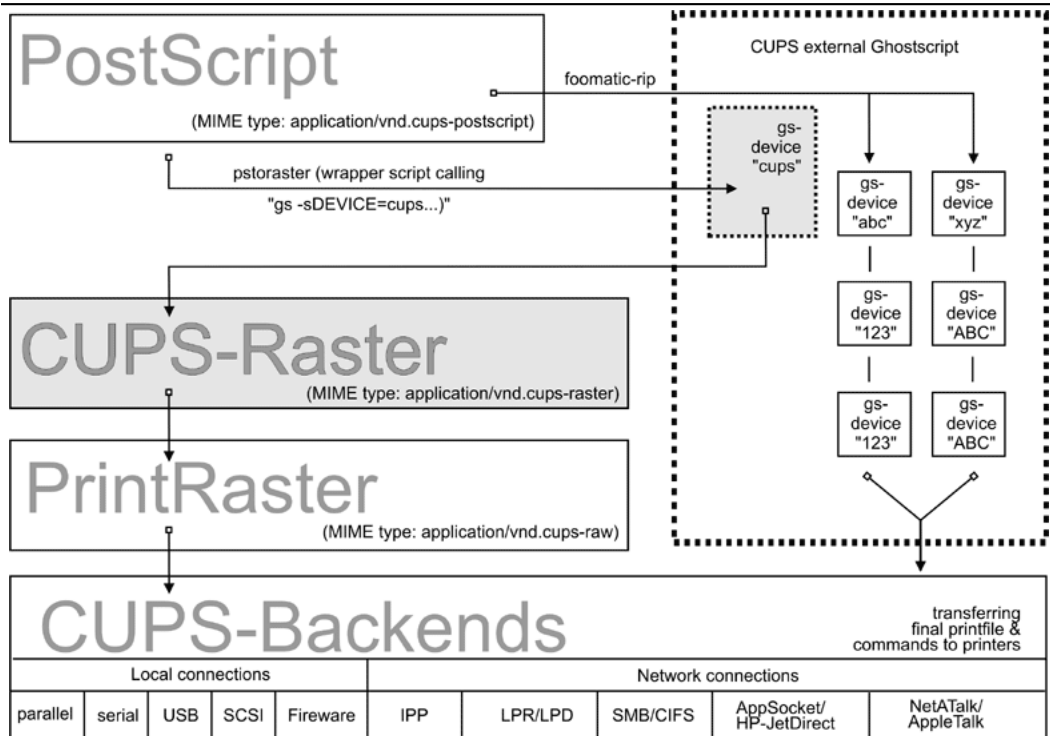 PostScript
(MIME type: application/vnd.cups-postscript)
foomatic-rip
CUPS external Ghostscript
pstoraster (wrapper script calling
"gs -sDEVICE=cups...)"
gs-
device
"cups"
gs-
device
"abc"
gs-
device
"xyz"
gs-
device
"123"
gs-
device
"ABC"
gs-
device
"123"
gs-
device
"ABC"
CUPS-Raster
(MIME type: application/vnd.cups-raster)
PrintRaster
(MIME type: application/vnd.cups-raw)
CUPS-Backends
transferring
final printfile &
commands to printers
Local connections
Network connections
parallel
serial
USB
SCSI
Fireware
IPP
LPR/LPD
SMB/CIFS
AppSocket/
HP-JetDirect
NetATalk/
AppleTalk